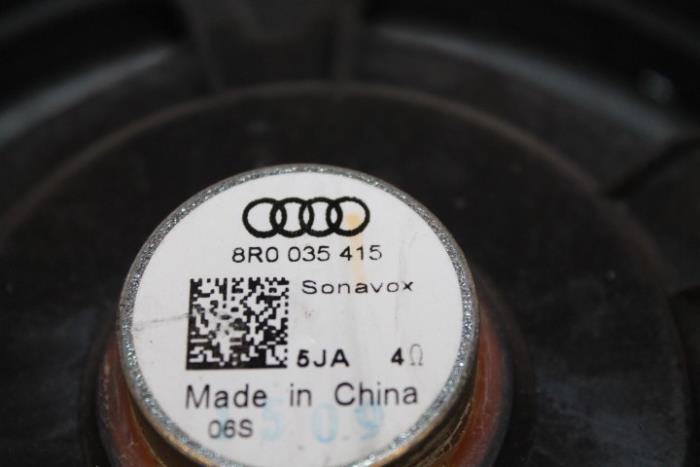 8R0 035 415
Sonavox
5JA 4Ω
Made in China
06S